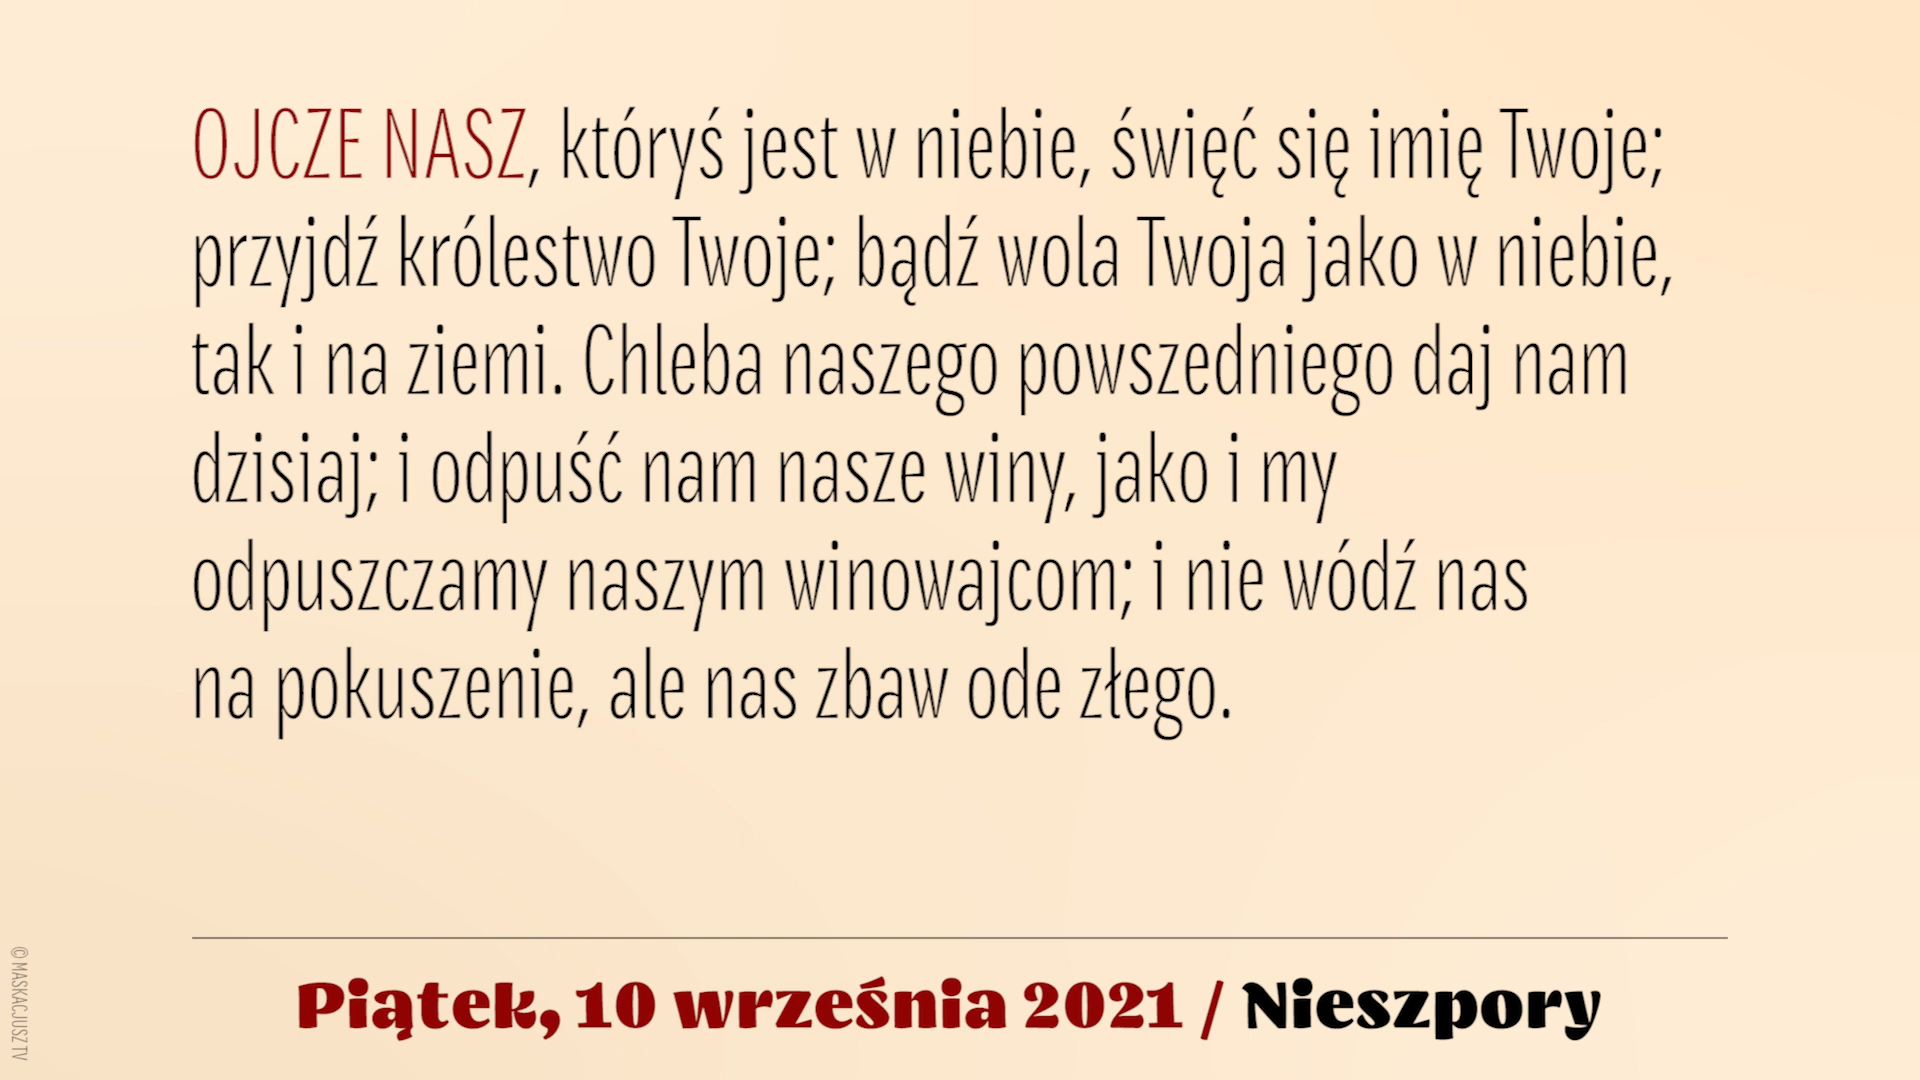 OJCZE NASZ, któryś jest w niebie, święć się imię Twoje;
przyjdź królestwo Twoje; bądź wola Twoja jako w niebie,
tak i na ziemi. Chleba naszego powszedniego daj nam
dzisiaj; i odpuść nam nasze winy, jako i my
odpuszczamy naszym winowajcom; i nie wódź nas
na pokuszenie, ale nas zbaw ode złego.
Piątek, 10 września 2021 / Nieszpory
© MASKACJUSZ TV